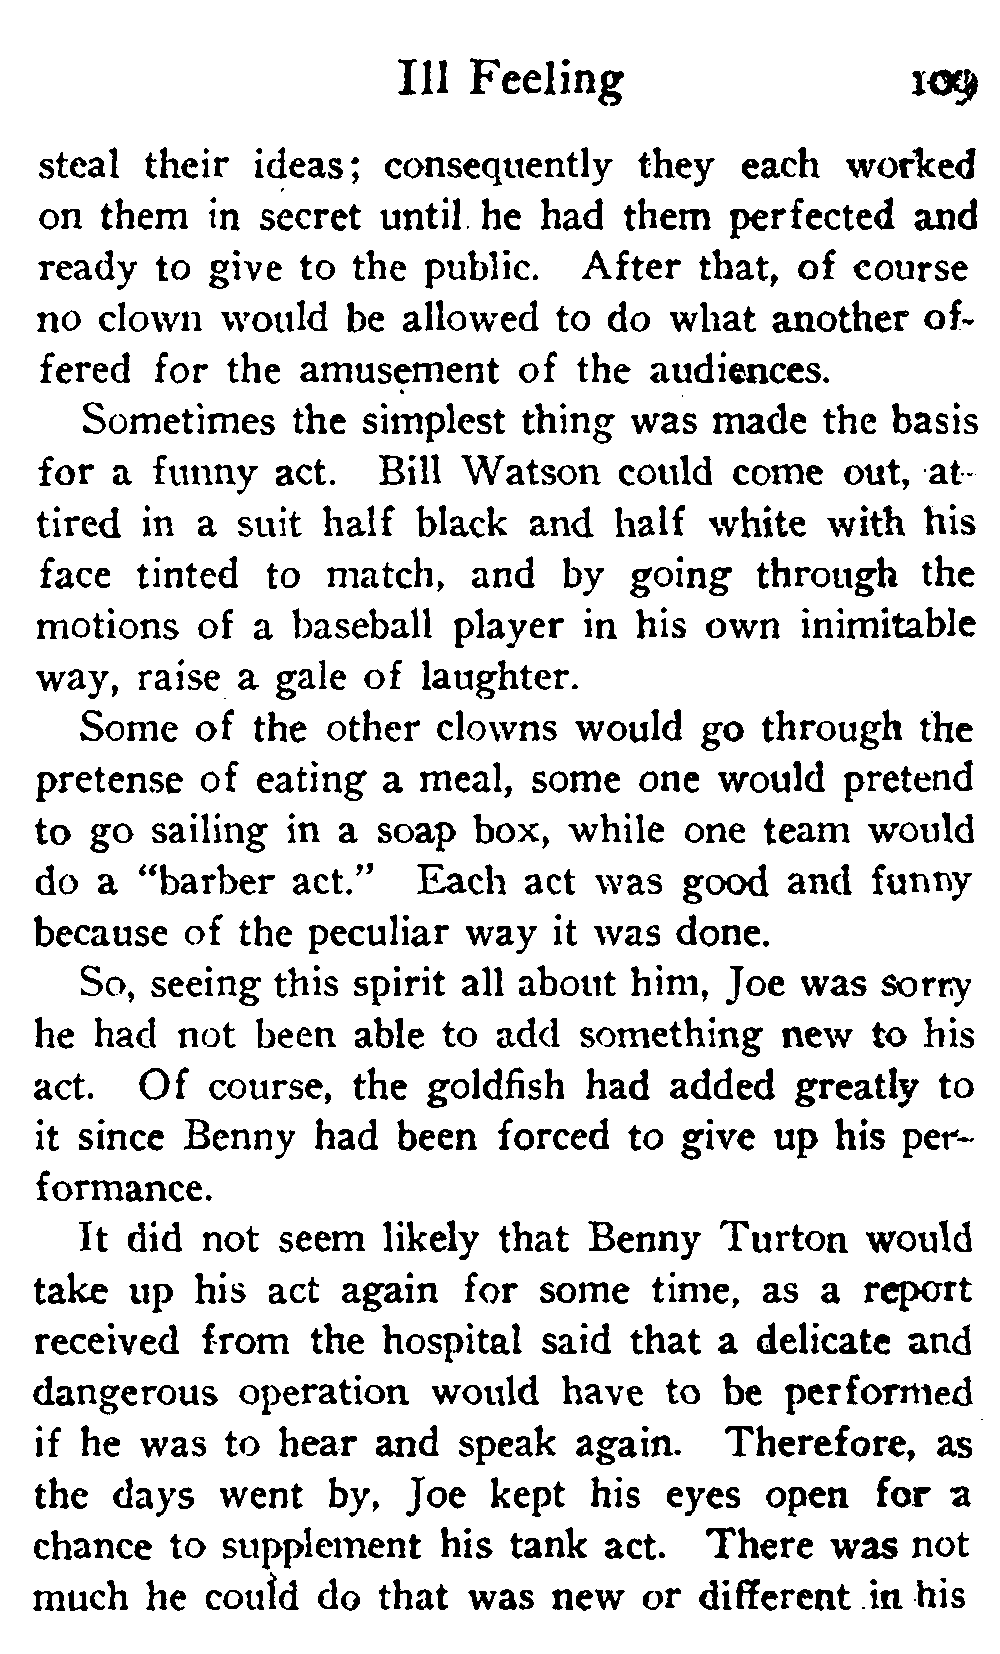 Ill Feeling 109
steal their ideas; consequently they each worked
on them in secret until he had them perfected and
ready to give to the public. After that, of course
no clown would be allowed to do what another of-
fered for the amusement of the audiences.
Sometimes the simplest thing was made the basis
for a funny act. Bill Watson could come out, at-
tired in a suit half black and half white with his
face tinted to match, and by going through the
motions of a baseball player in his own inimitable
way, raise a gale of laughter.
Some of the other clowns would go through the
pretense of eating a meal, some one would pretend
to go sailing in a soap box, while one team would
do a “barber act.” Each act was good and funny
because of the peculiar way it was done.
So, seeing this spirit all about him, Joe was sorry
he had not been able to add something new to his
act. Of course, the goldfish had added greatly to
it since Benny had been forced to give up his per-
formance.
It did not seem likely that Benny Turton would
take up his act again for some time, as a report
received from the hospital said that a delicate and
dangerous operation would have to be performed
if he was to hear and speak again. Therefore, as
the days went by, Joe kept his eyes open for a
chance to supplement his tank act. There was not
much he could do that was new or different in his